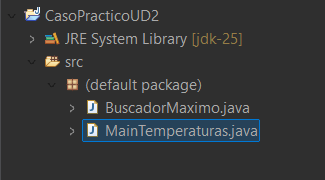 CasoPracticoUD2
JRE System Library [jdk-25]
src
(default package)
BuscadorMaximo.java
MainTemperaturas.java